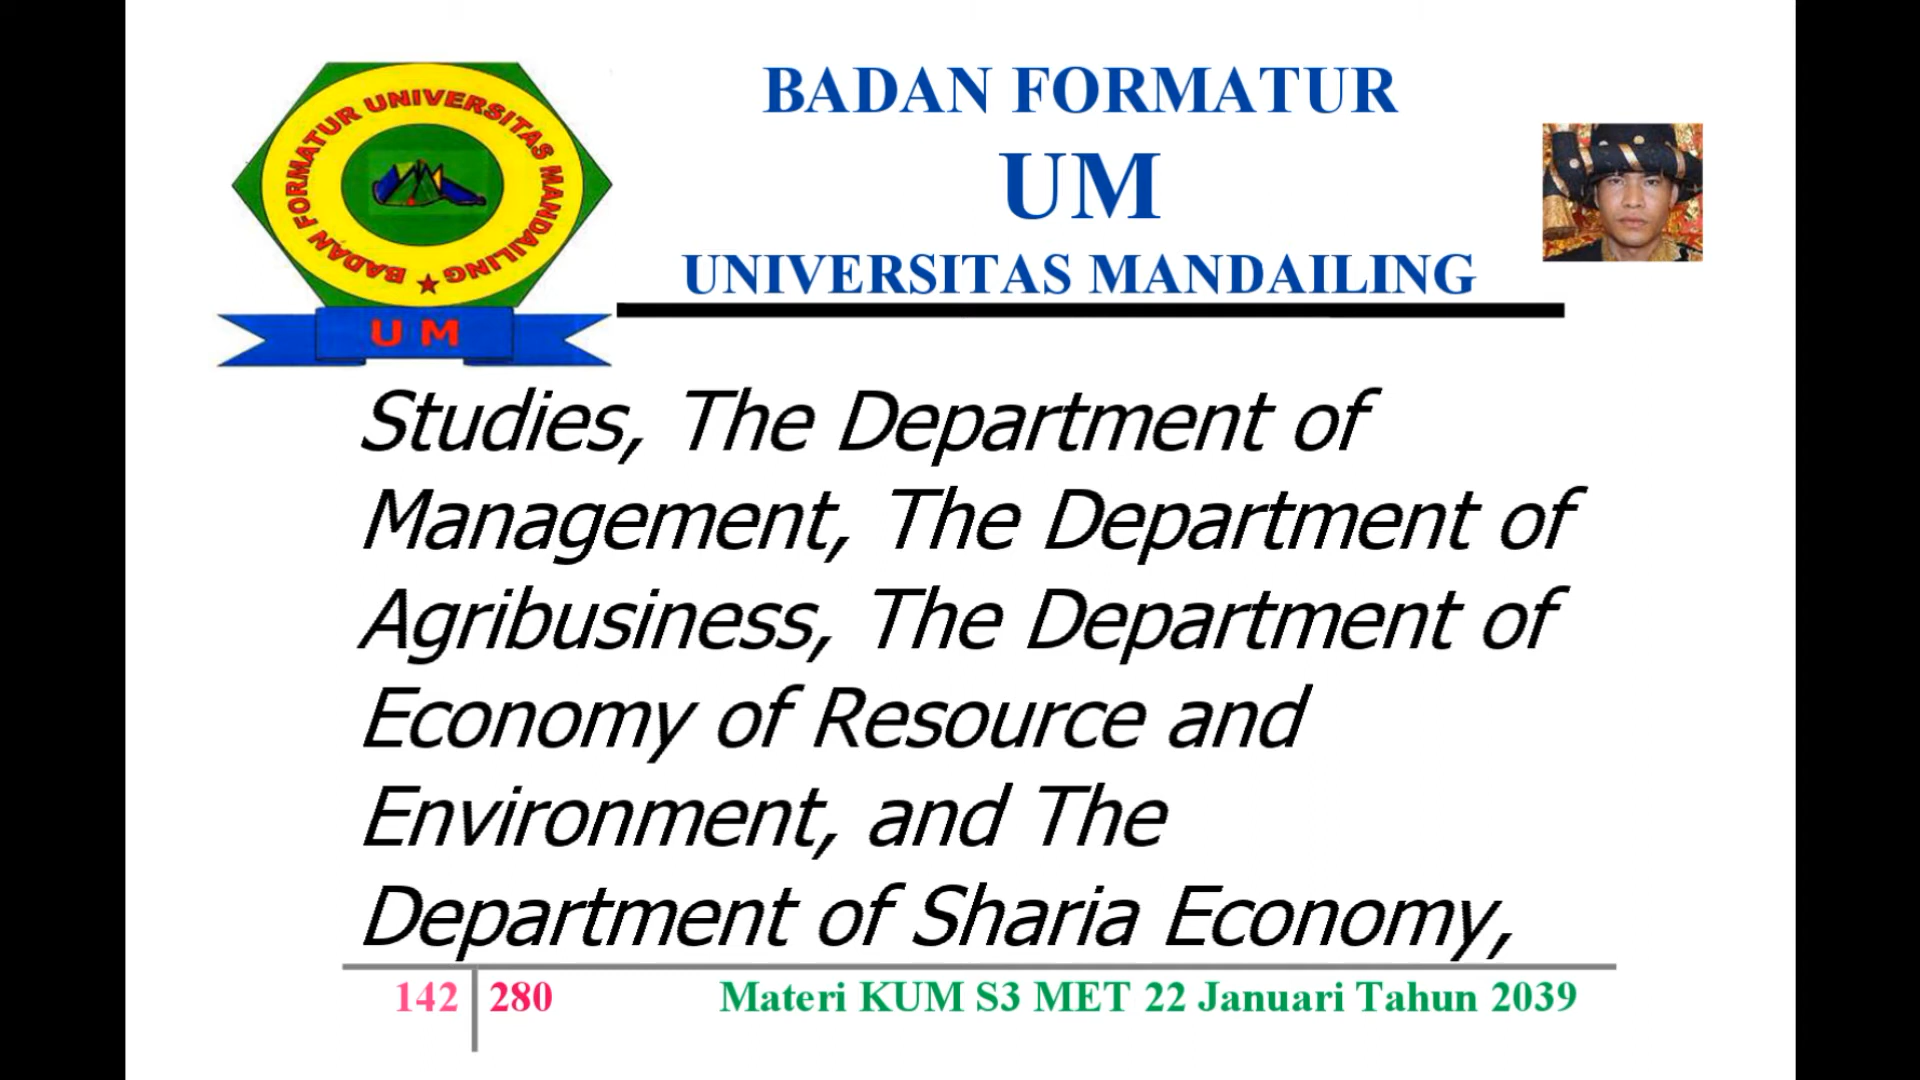 BADAN FORMATUR UNIVERSITAS MANDAILING
U M
BADAN FORMATUR
UM
UNIVERSITAS MANDAILING
Studies, The Department of
Management, The Department of
Agribusiness, The Department of
Economy of Resource and
Environment, and The
Department of Sharia Economy,
142 280 Materi KUM S3 MET 22 Januari Tahun 2039